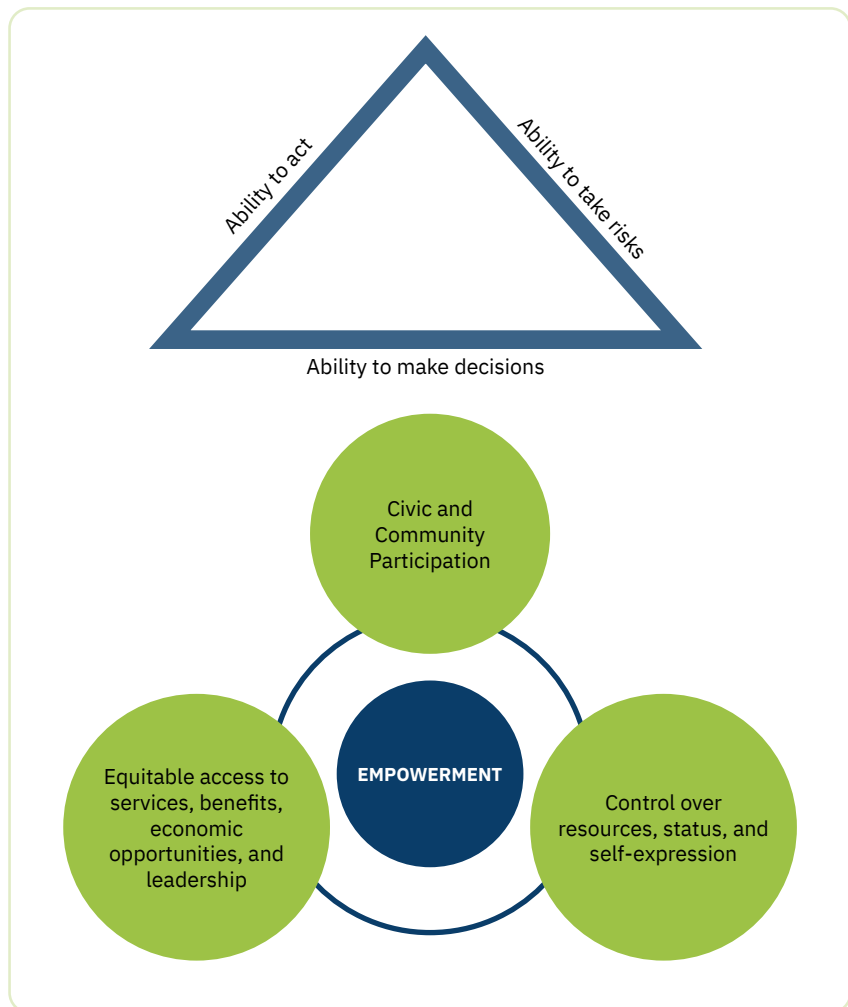 Ability to act
Ability to take risks
Ability to make decisions
Civic and
Community
Participation
EMPOWERMENT
Equitable access to
services, benefits,
economic
opportunities, and
leadership
Control over
resources, status, and
self-expression